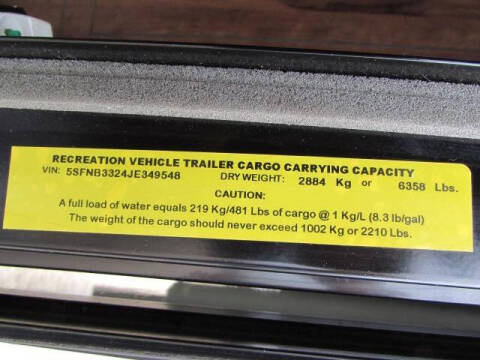 RECREATION VEHICLE TRAILER CARGO CARRYING CAPACITY
VIN: 5SFNB3324JE349548 DRY WEIGHT: 2884 Kg or 6358 Lbs.
CAUTION:
A full load of water equals 219 Kg/481 Lbs of cargo @ 1 Kg/L (8.3 lb/gal)
The weight of the cargo should never exceed 1002 Kg or 2210 Lbs.